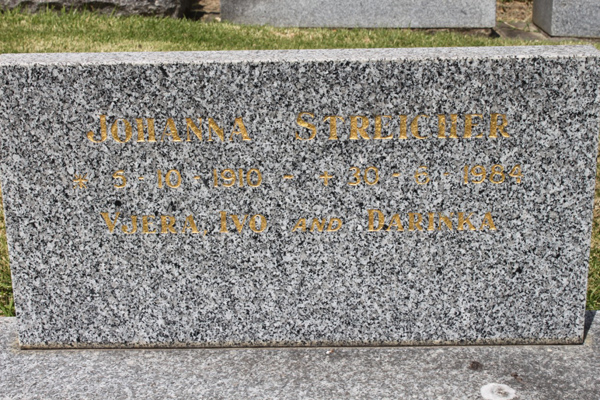 JOHANNA STREICHER
* 5 - 10 - 1910 - + 30 - 6 - 1984
VJERA, IVO AND DARINKA